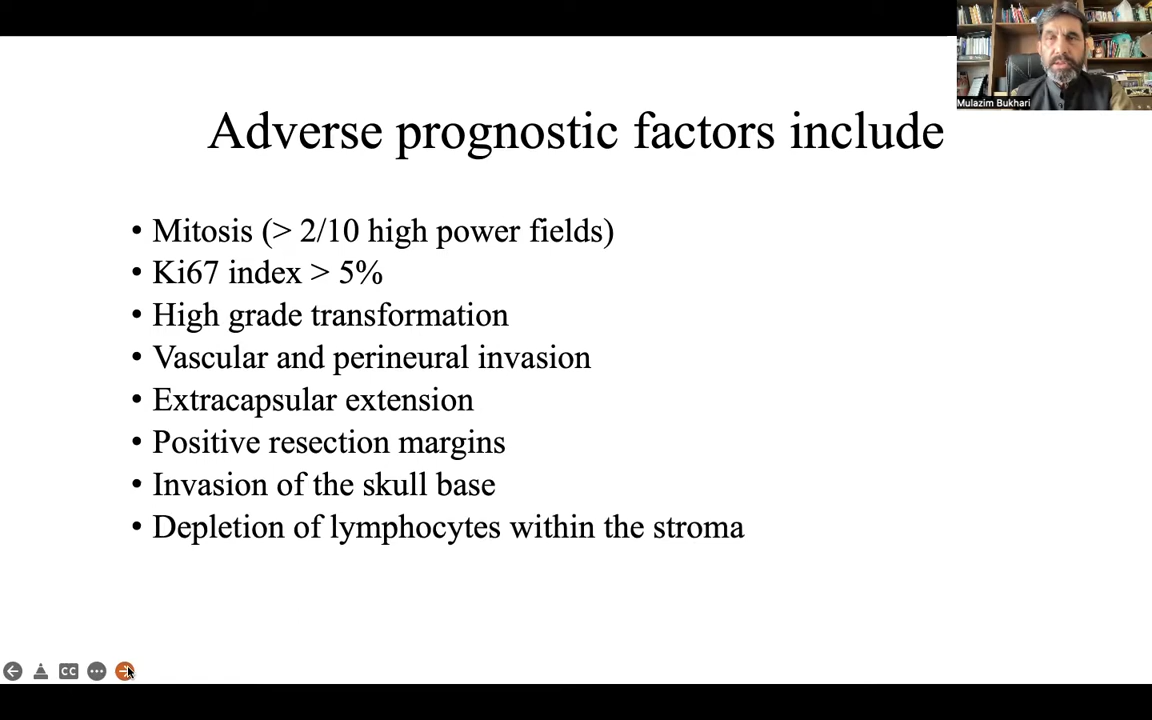 Mulazim Bukhari
Adverse prognostic factors include
• Mitosis (> 2/10 high power fields)
• Ki67 index > 5%
• High grade transformation
• Vascular and perineural invasion
• Extracapsular extension
• Positive resection margins
• Invasion of the skull base
• Depletion of lymphocytes within the stroma
CC